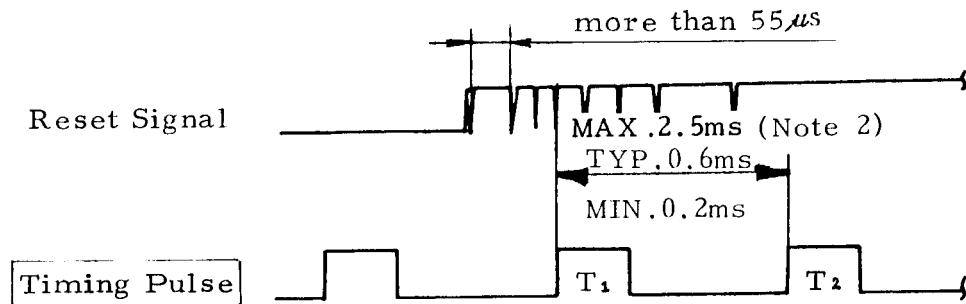 more than 55μs
Reset Signal
MAX.2.5ms (Note 2)
TYP.0.6ms
MIN.0.2ms
Timing Pulse
T₁
T₂